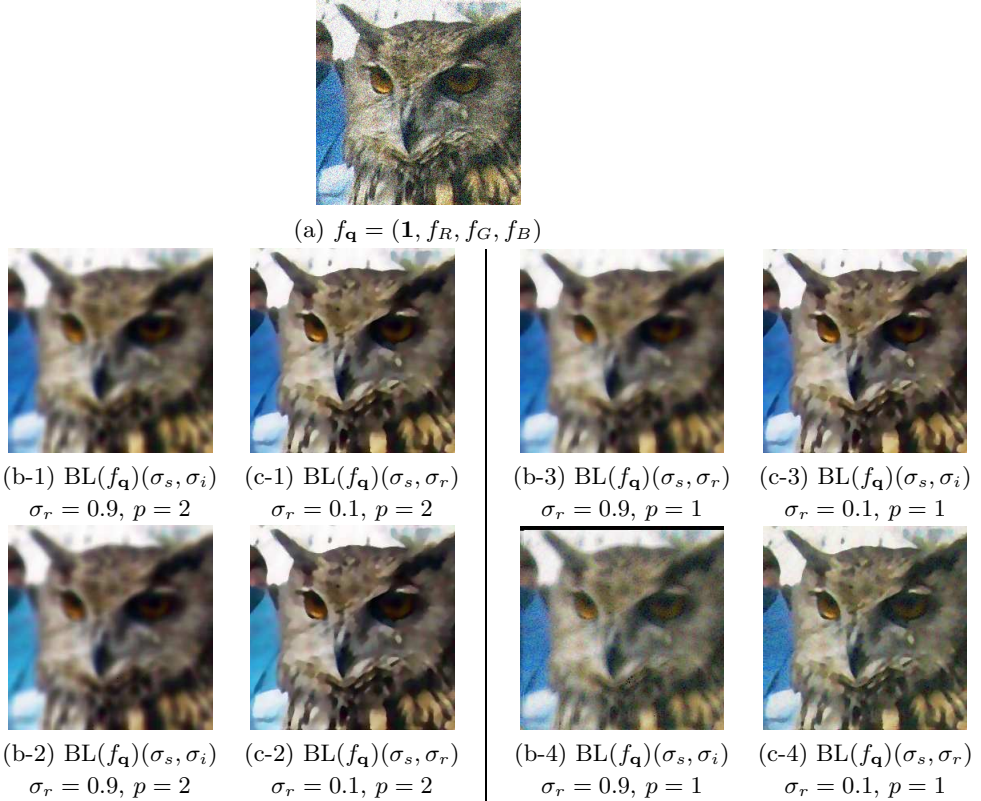 (a) f_q = (1, f_R, f_G, f_B)
(b-1) BL(f_q)(σ_s, σ_i) (c-1) BL(f_q)(σ_s, σ_r) (b-3) BL(f_q)(σ_s, σ_r) (c-3) BL(f_q)(σ_s, σ_i)
σ_r = 0.9, p = 2 σ_r = 0.1, p = 2 σ_r = 0.9, p = 1 σ_r = 0.1, p = 1
(b-2) BL(f_q)(σ_s, σ_i) (c-2) BL(f_q)(σ_s, σ_r) (b-4) BL(f_q)(σ_s, σ_i) (c-4) BL(f_q)(σ_s, σ_r)
σ_r = 0.9, p = 2 σ_r = 0.1, p = 2 σ_r = 0.9, p = 1 σ_r = 0.1, p = 1